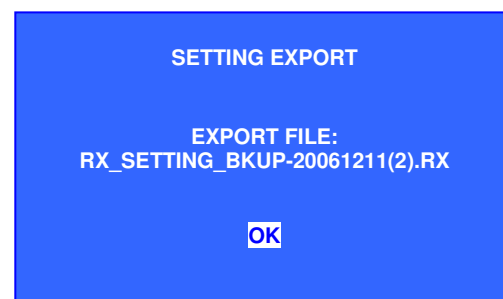 SETTING EXPORT
EXPORT FILE:
RX_SETTING_BKUP-20061211(2).RX
OK